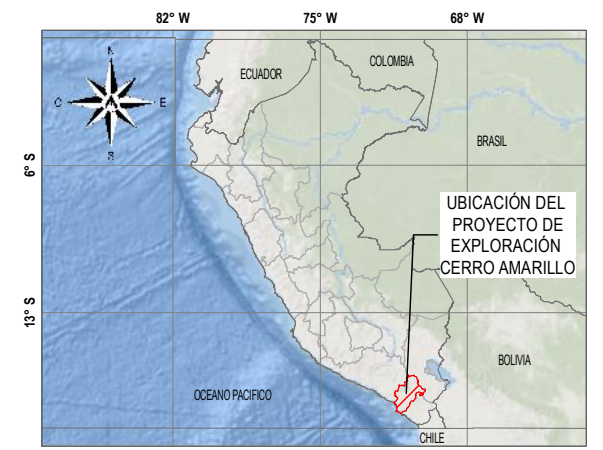 82° W
75° W
68° W
N
O
E
S
ECUADOR
COLOMBIA
BRASIL
6° S
UBICACIÓN DEL
PROYECTO DE
EXPLORACIÓN
CERRO AMARILLO
13° S
BOLIVIA
OCEANO PACIFICO
CHILE